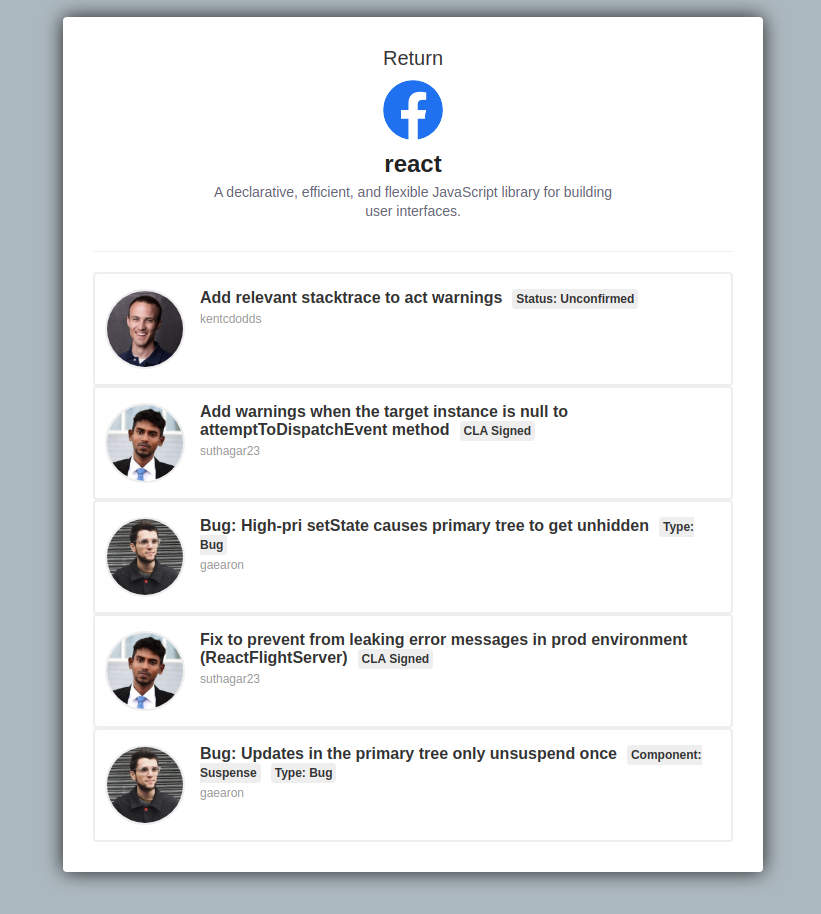 Return
react
A declarative, efficient, and flexible JavaScript library for building
user interfaces.
Add relevant stacktrace to act warnings Status: Unconfirmed
kentcdodds
Add warnings when the target instance is null to
attemptToDispatchEvent method CLA Signed
suthagar23
Bug: High-pri setState causes primary tree to get unhidden Type:
Bug
gaearon
Fix to prevent from leaking error messages in prod environment
(ReactFlightServer) CLA Signed
suthagar23
Bug: Updates in the primary tree only unsuspend once Component:
Suspense Type: Bug
gaearon